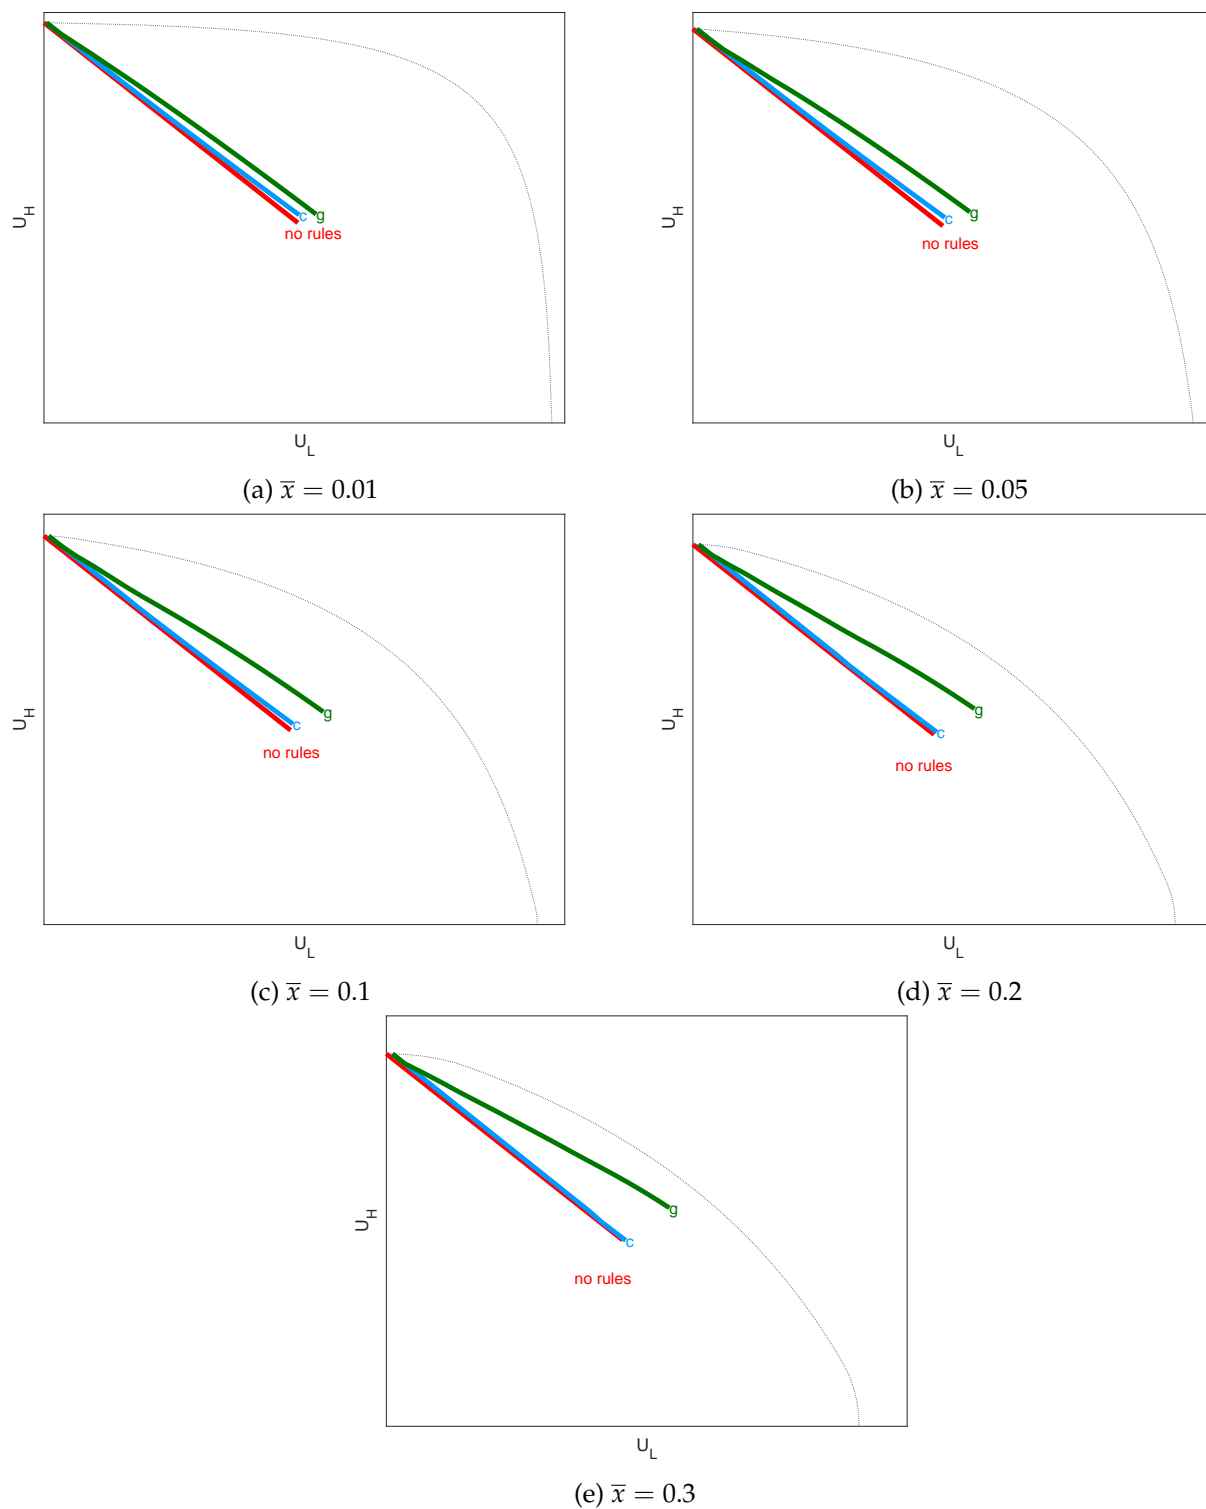 U_H
c
g
no rules
U_L
(a) x̅ = 0.01
U_H
c
g
no rules
U_L
(b) x̅ = 0.05
U_H
c
g
no rules
U_L
(c) x̅ = 0.1
U_H
g
c
no rules
U_L
(d) x̅ = 0.2
U_H
g
c
no rules
U_L
(e) x̅ = 0.3